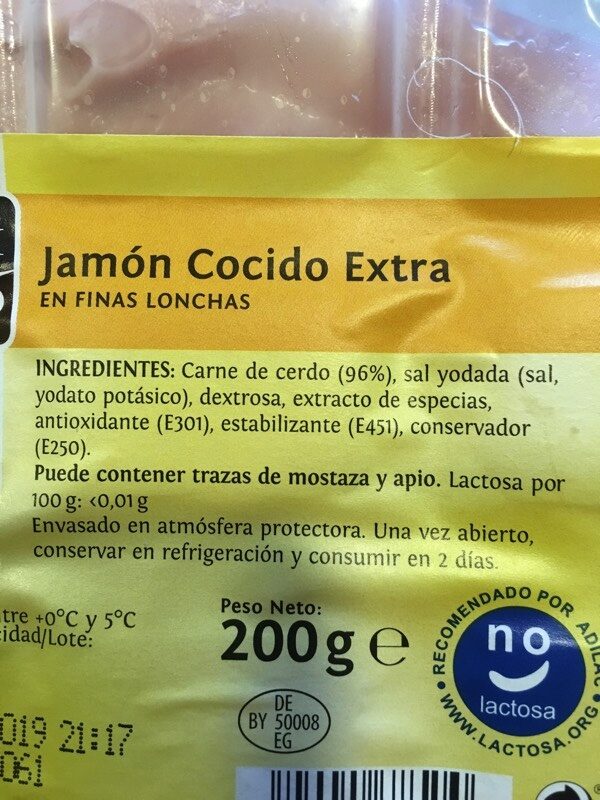 Jamón Cocido Extra
EN FINAS LONCHAS
INGREDIENTES: Carne de cerdo (96%), sal yodada (sal,
yodato potásico), dextrosa, extracto de especias,
antioxidante (E301), estabilizante (E451), conservador
(E250).
Puede contener trazas de mostaza y apio. Lactosa por
100 g: <0,01 g
Envasado en atmósfera protectora. Una vez abierto,
conservar en refrigeración y consumir en 2 días.
+0°C y 5°C
Lote:
Peso Neto:
200 g e
DE
BY 50008
EG
RECOMENDADO POR ADILAC
no
lactosa
WWW.LACTOSA.ORG
019 21:17
061